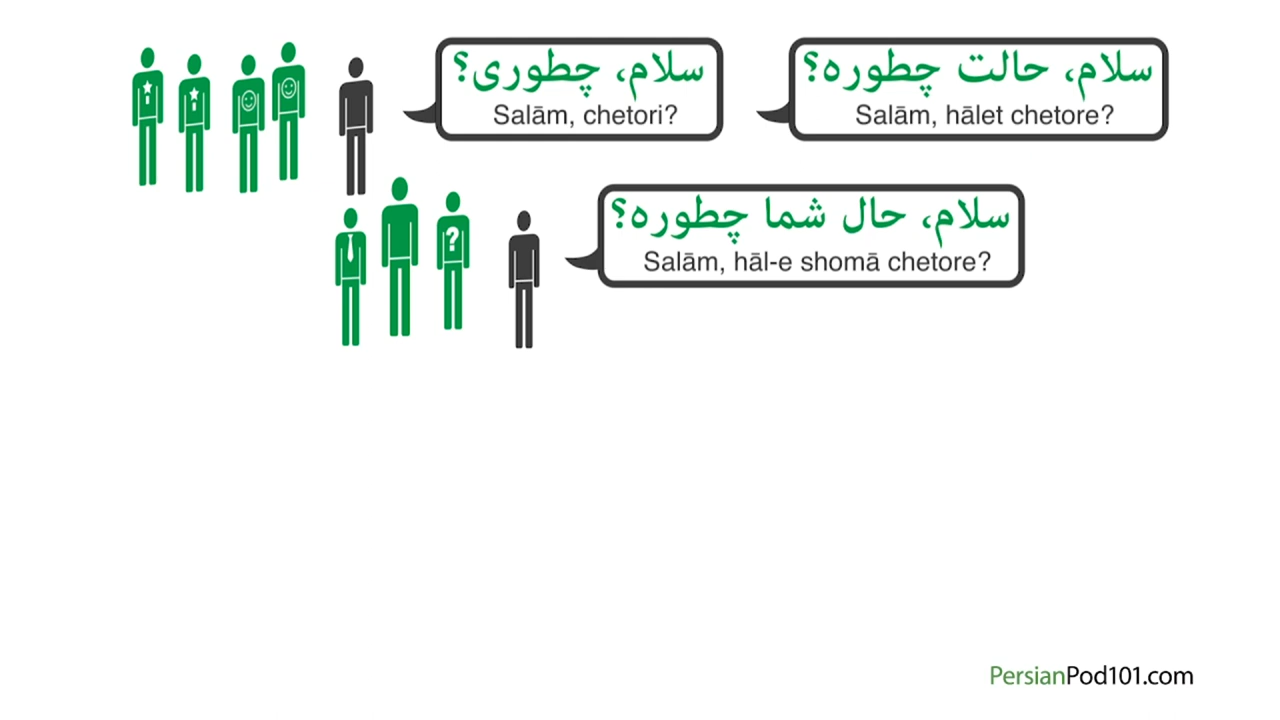 سلام، چطوری؟
Salām, chetori?
سلام، حالت چطوره؟
Salām, hālet chetore?
سلام، حال شما چطوره؟
Salām, hāl-e shomā chetore?
?
PersianPod101.com